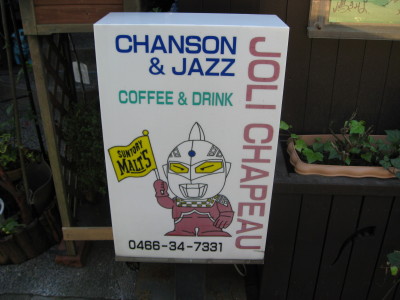 CHANSON
& JAZZ
COFFEE & DRINK
JOLI CHAPEAU
SUNTORY
MALT'S
0466-34-7331